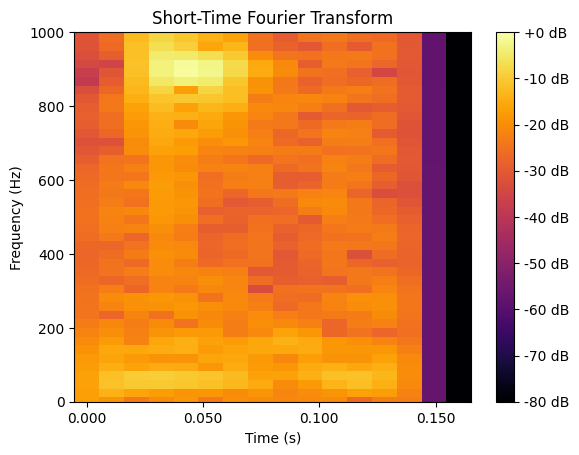 Short-Time Fourier Transform
Frequency (Hz)
1000
800
600
400
200
0
0.000
0.050
0.100
0.150
Time (s)
+0 dB
-10 dB
-20 dB
-30 dB
-40 dB
-50 dB
-60 dB
-70 dB
-80 dB